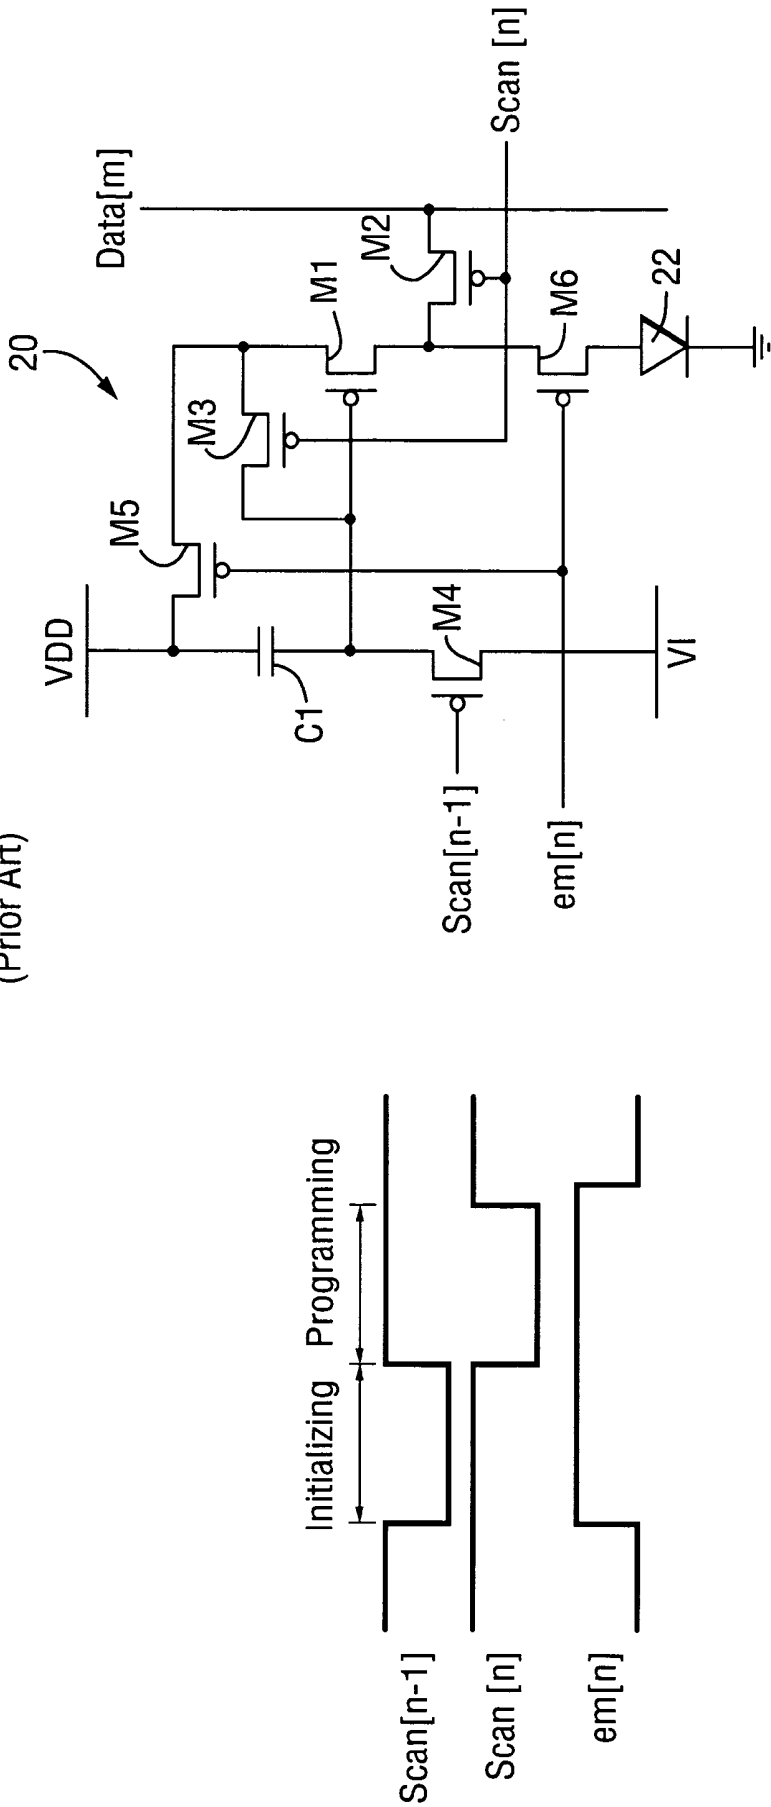 (Prior Art)
20
VDD
M5
Data[m]
M3
M1
M2
Scan [n]
C1
M4
M6
22
Scan[n-1]
em[n]
VI
Initializing
Programming
Scan[n-1]
Scan [n]
em[n]